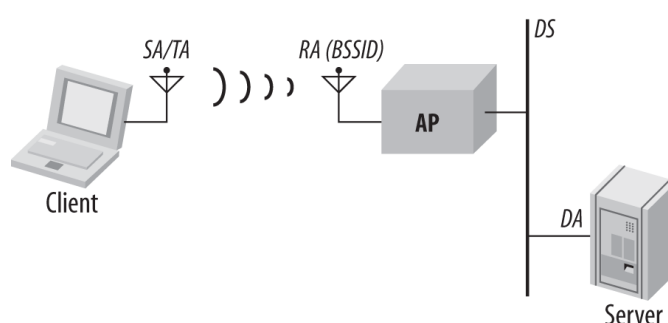 SA/TA
RA (BSSID)
DS
AP
Client
DA
Server